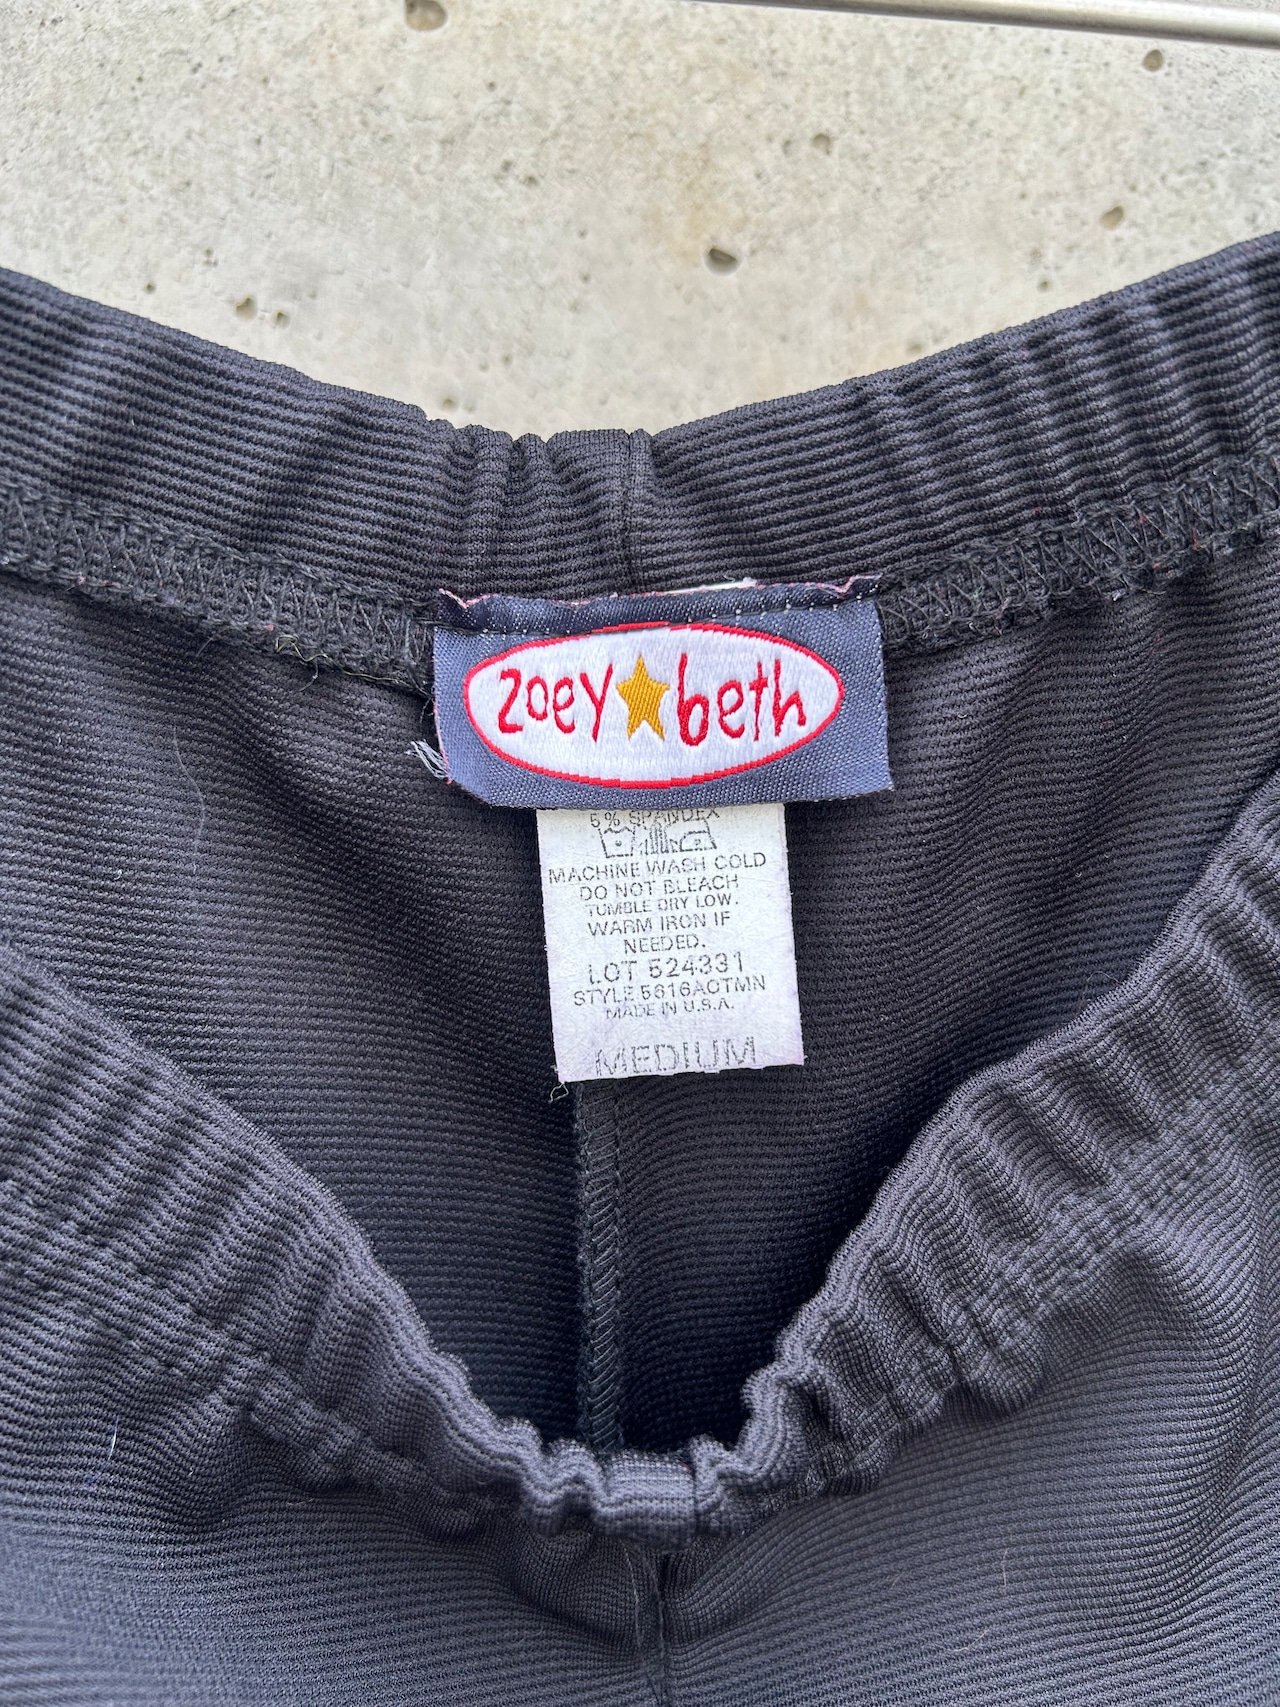 zoey beth
5% SPANDEX
MACHINE WASH COLD
DO NOT BLEACH
TUMBLE DRY LOW.
WARM IRON IF
NEEDED.
LOT 524331
STYLE 5616AOTMN
MADE IN U.S.A.
MEDIUM